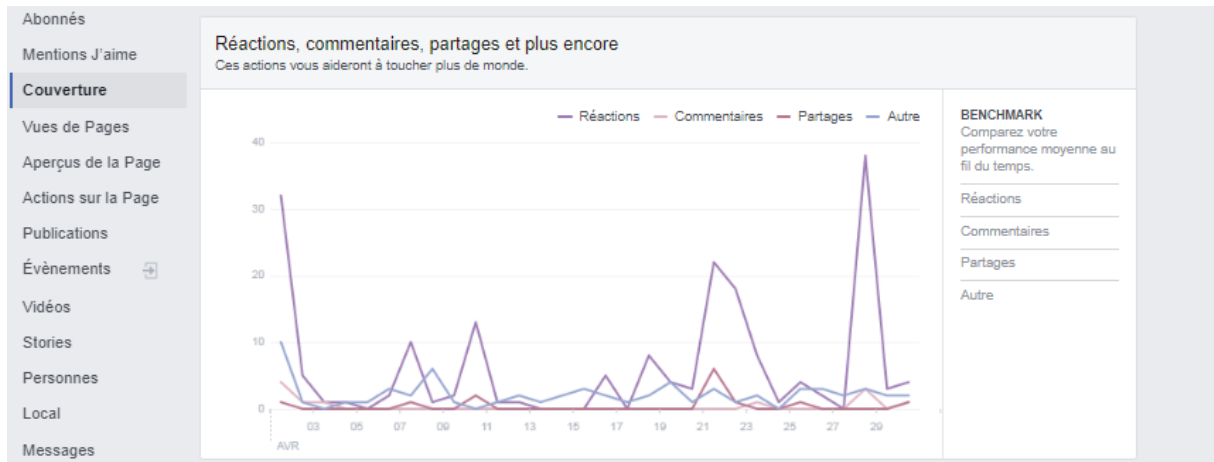 Abonnés
Mentions J'aime
Couverture
Vues de Pages
Aperçus de la Page
Actions sur la Page
Publications
Évènements
Vidéos
Stories
Personnes
Local
Messages
Réactions, commentaires, partages et plus encore
Ces actions vous aideront à toucher plus de monde.
Réactions Commentaires Partages Autre
40
30
20
10
0
03 05 07 09 11 13 15 17 19 21 23 25 27 29
AVR
BENCHMARK
Comparez votre
performance moyenne au
fil du temps.
Réactions
Commentaires
Partages
Autre